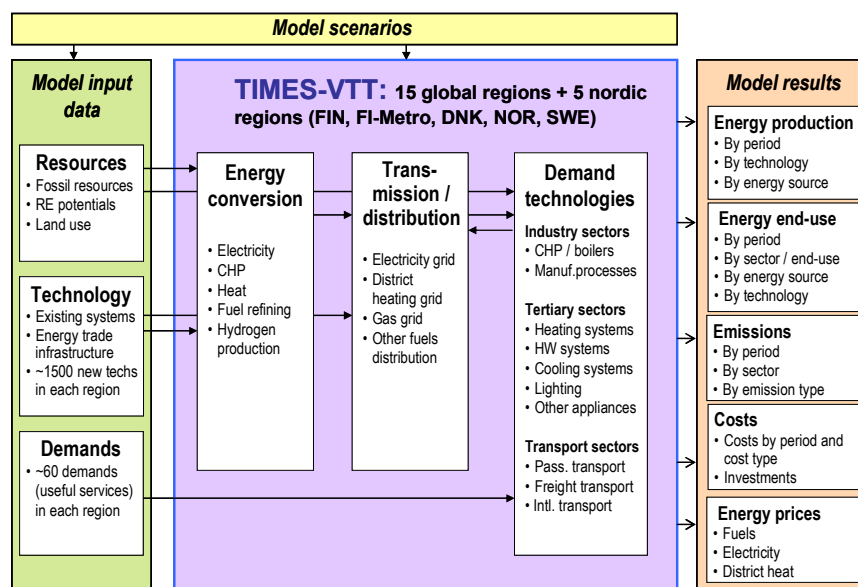 Model scenarios
Model input
data
Resources
• Fossil resources
• RE potentials
• Land use
Technology
• Existing systems
• Energy trade
infrastructure
• ~1500 new techs
in each region
Demands
• ~60 demands
(useful services)
in each region
TIMES-VTT: 15 global regions + 5 nordic
regions (FIN, FI-Metro, DNK, NOR, SWE)
Energy
conversion
• Electricity
• CHP
• Heat
• Fuel refining
• Hydrogen
production
Trans-
mission /
distribution
• Electricity grid
• District
heating grid
• Gas grid
• Other fuels
distribution
Demand
technologies
Industry sectors
• CHP / boilers
• Manuf.processes
Tertiary sectors
• Heating systems
• HW systems
• Cooling systems
• Lighting
• Other appliances
Transport sectors
• Pass. transport
• Freight transport
• Intl. transport
Model results
Energy production
• By period
• By technology
• By energy source
Energy end-use
• By period
• By sector / end-use
• By energy source
• By technology
Emissions
• By period
• By sector
• By emission type
Costs
• Costs by period and
cost type
• Investments
Energy prices
• Fuels
• Electricity
• District heat